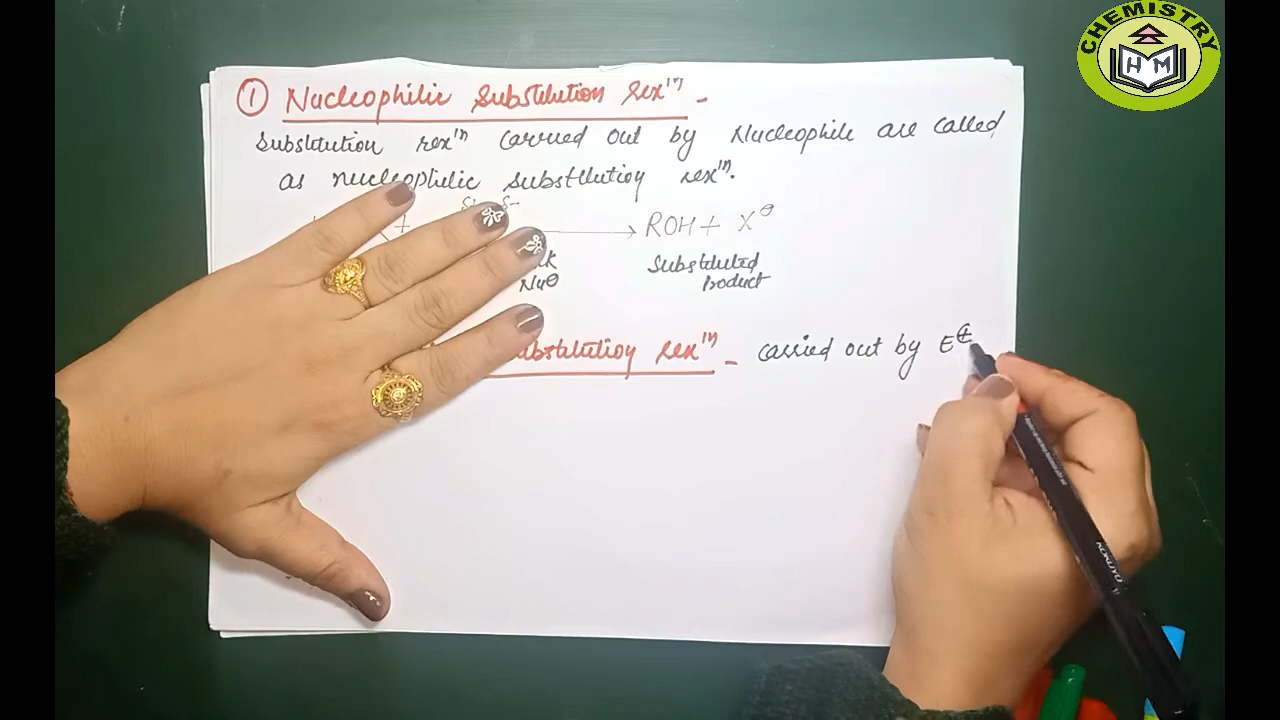 CHEMISTRY
H M
① Nucleophilic Substitution rexⁿ -
Substitution rexⁿ carried out by Nucleophile are called
as nucleophilic substitution rexⁿ.
+ δ-
→ ROH + X⊖
Substituted
Product
Nu⊖
substitution rexⁿ - carried out by E⊕